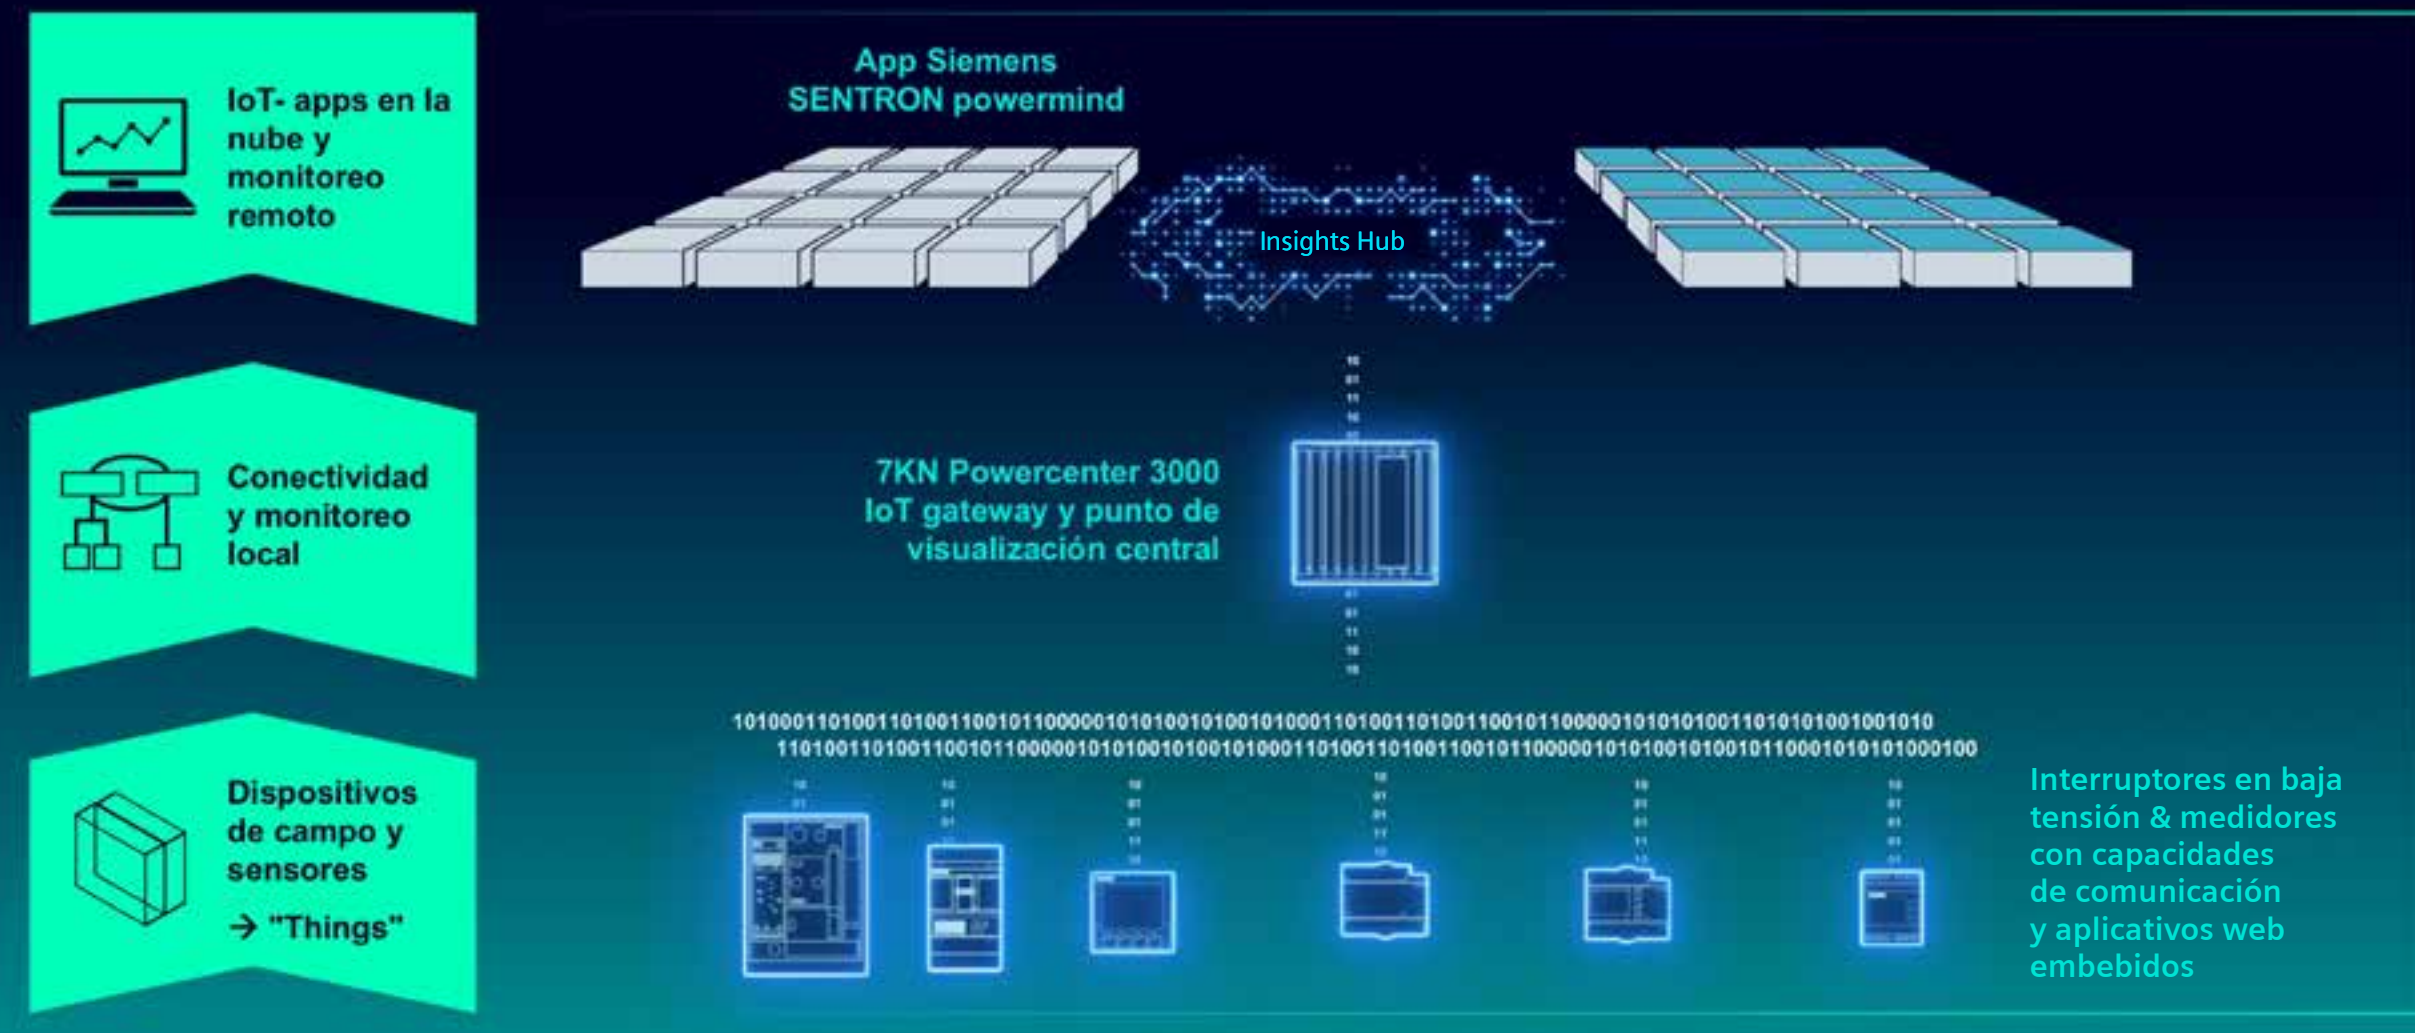 IoT- apps en la
nube y
monitoreo
remoto
App Siemens
SENTRON powermind
Insights Hub
Conectividad
y monitoreo
local
7KN Powercenter 3000
IoT gateway y punto de
visualización central
Dispositivos
de campo y
sensores
→ "Things"
Interruptores en baja
tensión & medidores
con capacidades
de comunicación
y aplicativos web
embebidos